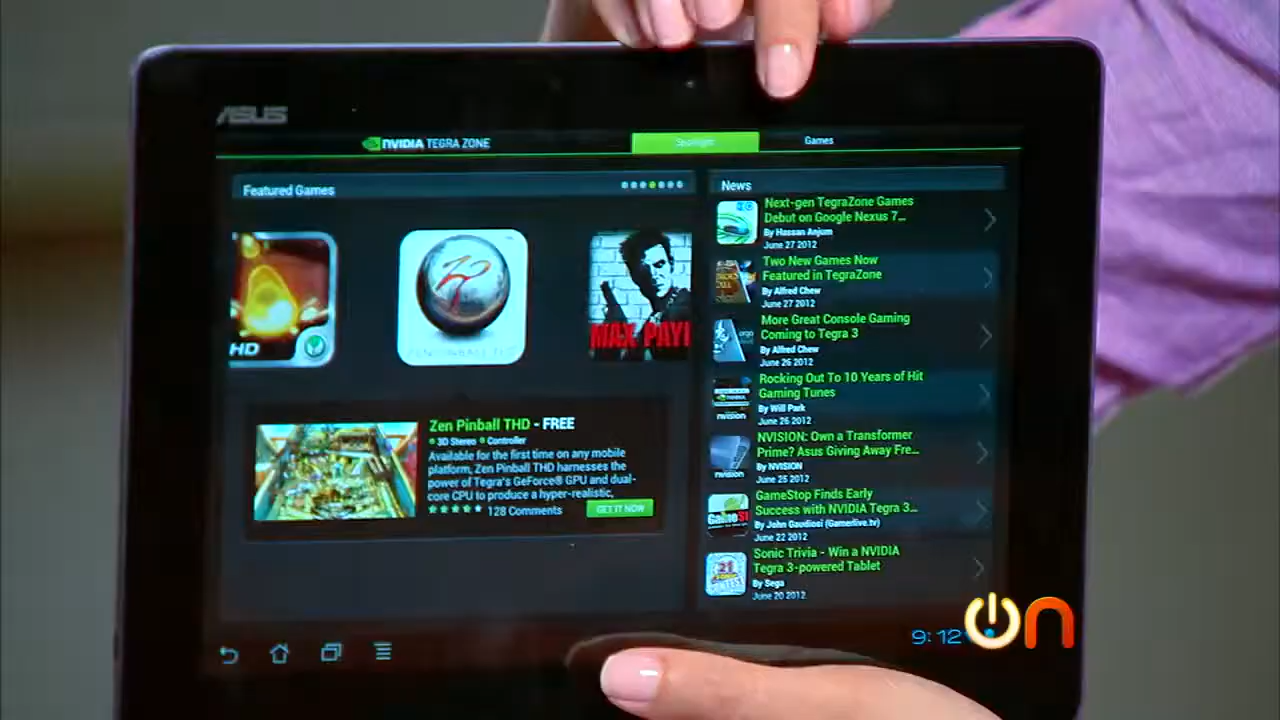 ASUS
NVIDIA TEGRA ZONE
Spotlight
Games
Featured Games
HD
ZEN PINBALL THD
MAX PAY
Zen Pinball THD - FREE
3D Stereo
Controller
Available for the first time on any mobile
platform, Zen Pinball THD harnesses the
power of Tegra's GeForce® GPU and dual-
core CPU to produce a hyper-realistic,
128 Comments
GET IT NOW
News
Next-gen TegraZone Games
Debut on Google Nexus 7...
By Hassan Anjum
June 27 2012
Two New Games Now
Featured in TegraZone
By Alfred Chew
June 27 2012
More Great Console Gaming
Coming to Tegra 3
By Alfred Chew
June 26 2012
Rocking Out To 10 Years of Hit
Gaming Tunes
By Will Park
June 26 2012
nvision
NVISION: Own a Transformer
Prime? Asus Giving Away Fre...
By NVISION
June 25 2012
nvision
GameStop Finds Early
Success with NVIDIA Tegra 3...
By John Gaudiosi (Gamerlive.tv)
June 22 2012
GameSt
Sonic Trivia - Win a NVIDIA
Tegra 3-powered Tablet
By Sega
June 20 2012
21
9:12
on